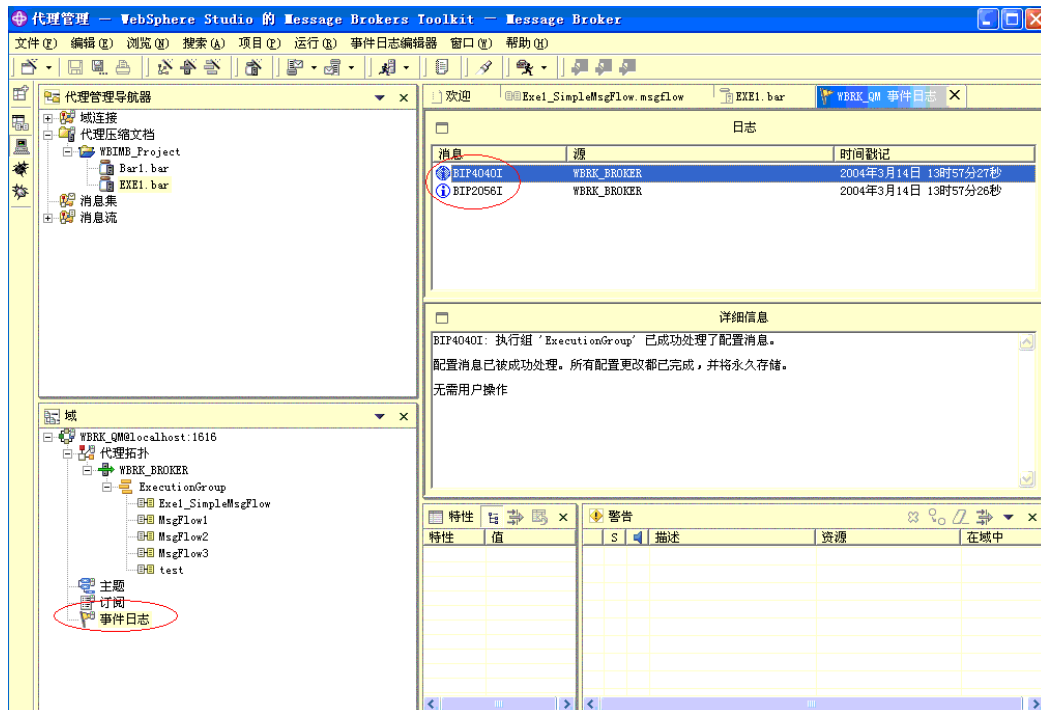 代理管理 — WebSphere Studio 的 Message Brokers Toolkit — Message Broker
文件(F) 编辑(E) 浏览(N) 搜索(A) 项目(P) 运行(R) 事件日志编辑器 窗口(W) 帮助(H)
代理管理导航器
域连接
代理压缩文档
WBIMB_Project
Bar1.bar
EXE1.bar
消息集
消息流
欢迎 Exe1_SimpleMsgFlow.msgflow EXE1.bar WBRK_QM 事件日志
日志
消息 源 时间戳记
BIP4040I WBRK_BROKER 2004年3月14日 13时57分27秒
BIP2056I WBRK_BROKER 2004年3月14日 13时57分26秒
详细信息
BIP4040I: 执行组 'ExecutionGroup' 已成功处理了配置消息。
配置消息已被成功处理。所有配置更改都已完成，并将永久存储。
无需用户操作
域
WBRK_QM@localhost:1616
代理拓扑
WBRK_BROKER
ExecutionGroup
Exe1_SimpleMsgFlow
MsgFlow1
MsgFlow2
MsgFlow3
test
主题
订阅
事件日志
特性
特性 值
警告
S 描述 资源 在域中